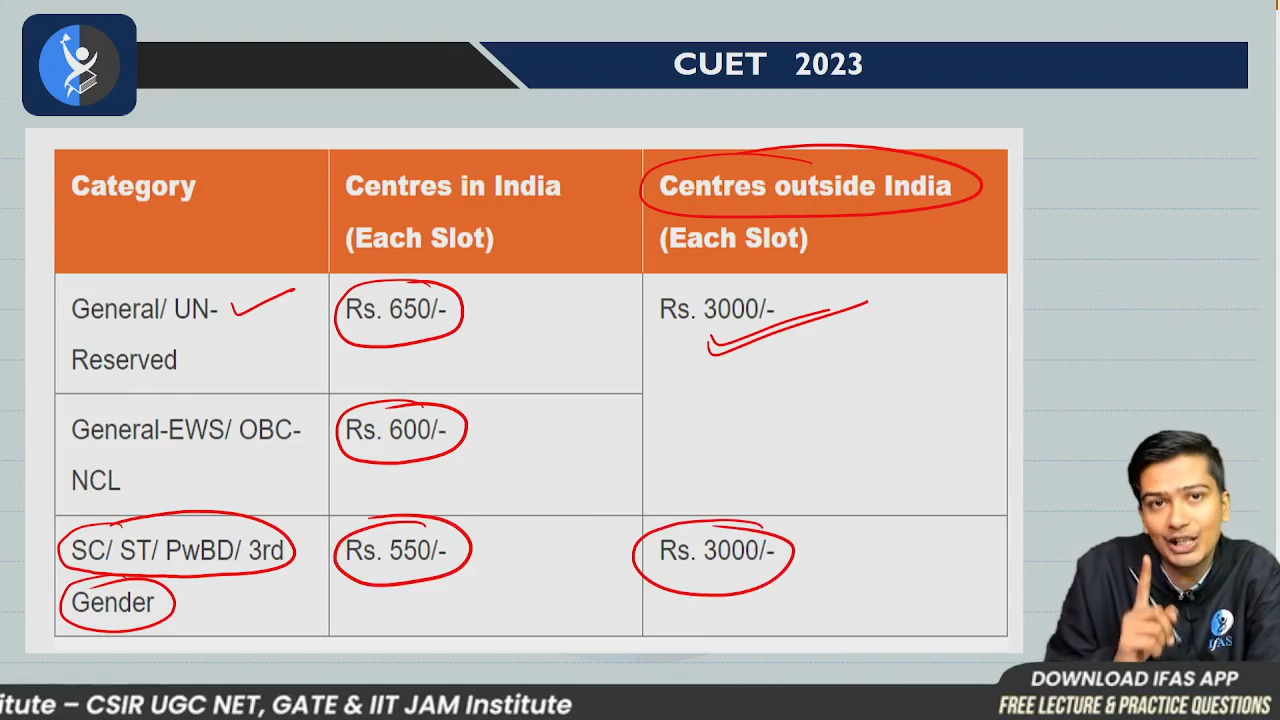 CUET 2023
Category
Centres in India
(Each Slot)
Centres outside India
(Each Slot)
General/ UN-
Reserved
Rs. 650/-
Rs. 3000/-
General-EWS/ OBC-
NCL
Rs. 600/-
SC/ ST/ PwBD/ 3rd
Gender
Rs. 550/-
Rs. 3000/-
IFAS
DOWNLOAD IFAS APP
FREE LECTURE & PRACTICE QUESTIONS
itute – CSIR UGC NET, GATE & IIT JAM Institute